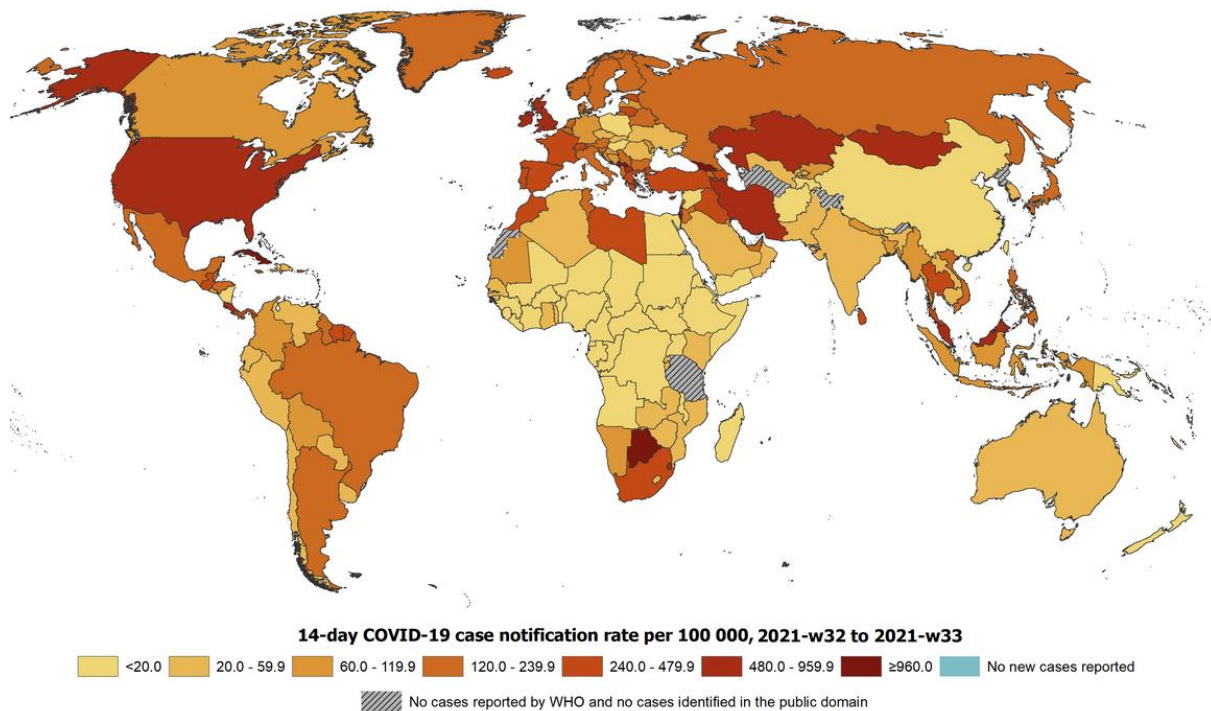 14-day COVID-19 case notification rate per 100 000, 2021-w32 to 2021-w33
<20.0 20.0 - 59.9 60.0 - 119.9 120.0 - 239.9 240.0 - 479.9 480.0 - 959.9 ≥960.0 No new cases reported
No cases reported by WHO and no cases identified in the public domain